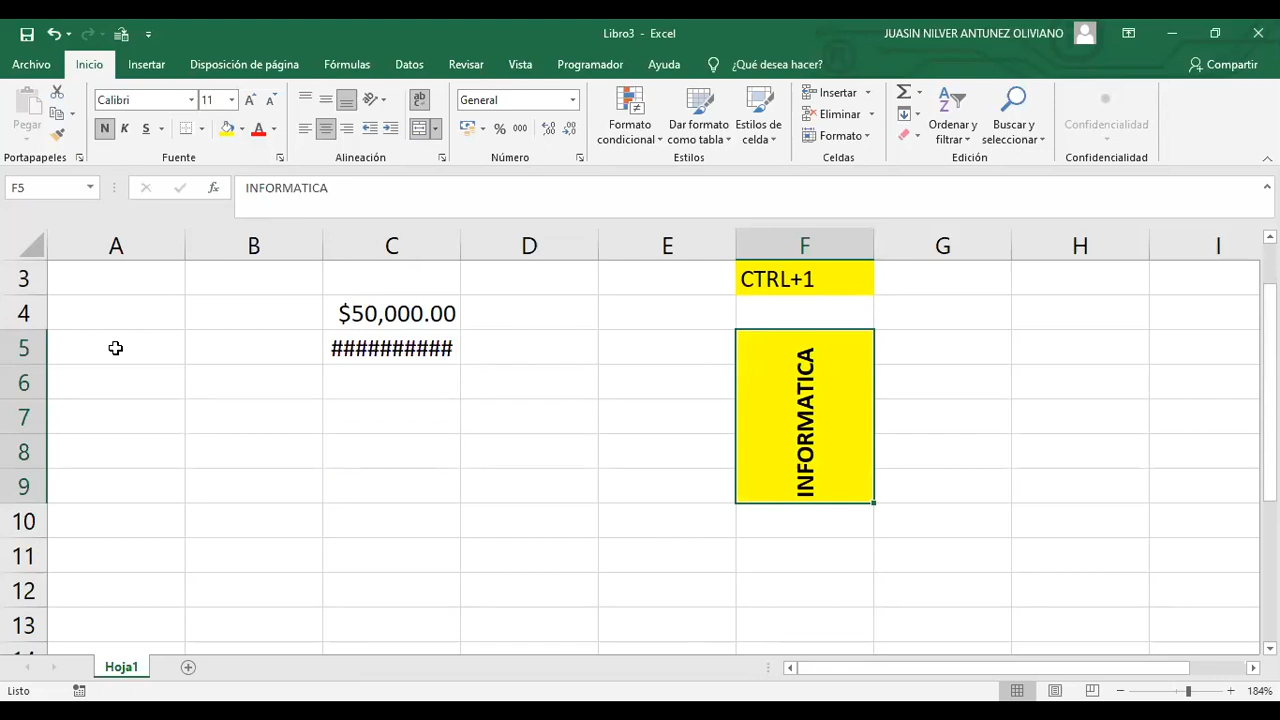 Libro3 - Excel
JUASIN NILVER ANTUNEZ OLIVIANO
Archivo Inicio Insertar Disposición de página Fórmulas Datos Revisar Vista Programador Ayuda ¿Qué desea hacer? Compartir
Pegar
Calibri 11
N K S
ab
General
% 000
Formato condicional
Dar formato como tabla
Estilos de celda
Insertar
Eliminar
Formato
Ordenar y filtrar
Buscar y seleccionar
Confidencialidad
Portapapeles Fuente Alineación Número Estilos Celdas Edición Confidencialidad
F5 fx INFORMATICA
A B C D E F G H I
3 CTRL+1
4 $50,000.00
5 ##########
INFORMATICA
6
7
8
9
10
11
12
13
14
Hoja1
Listo 184%